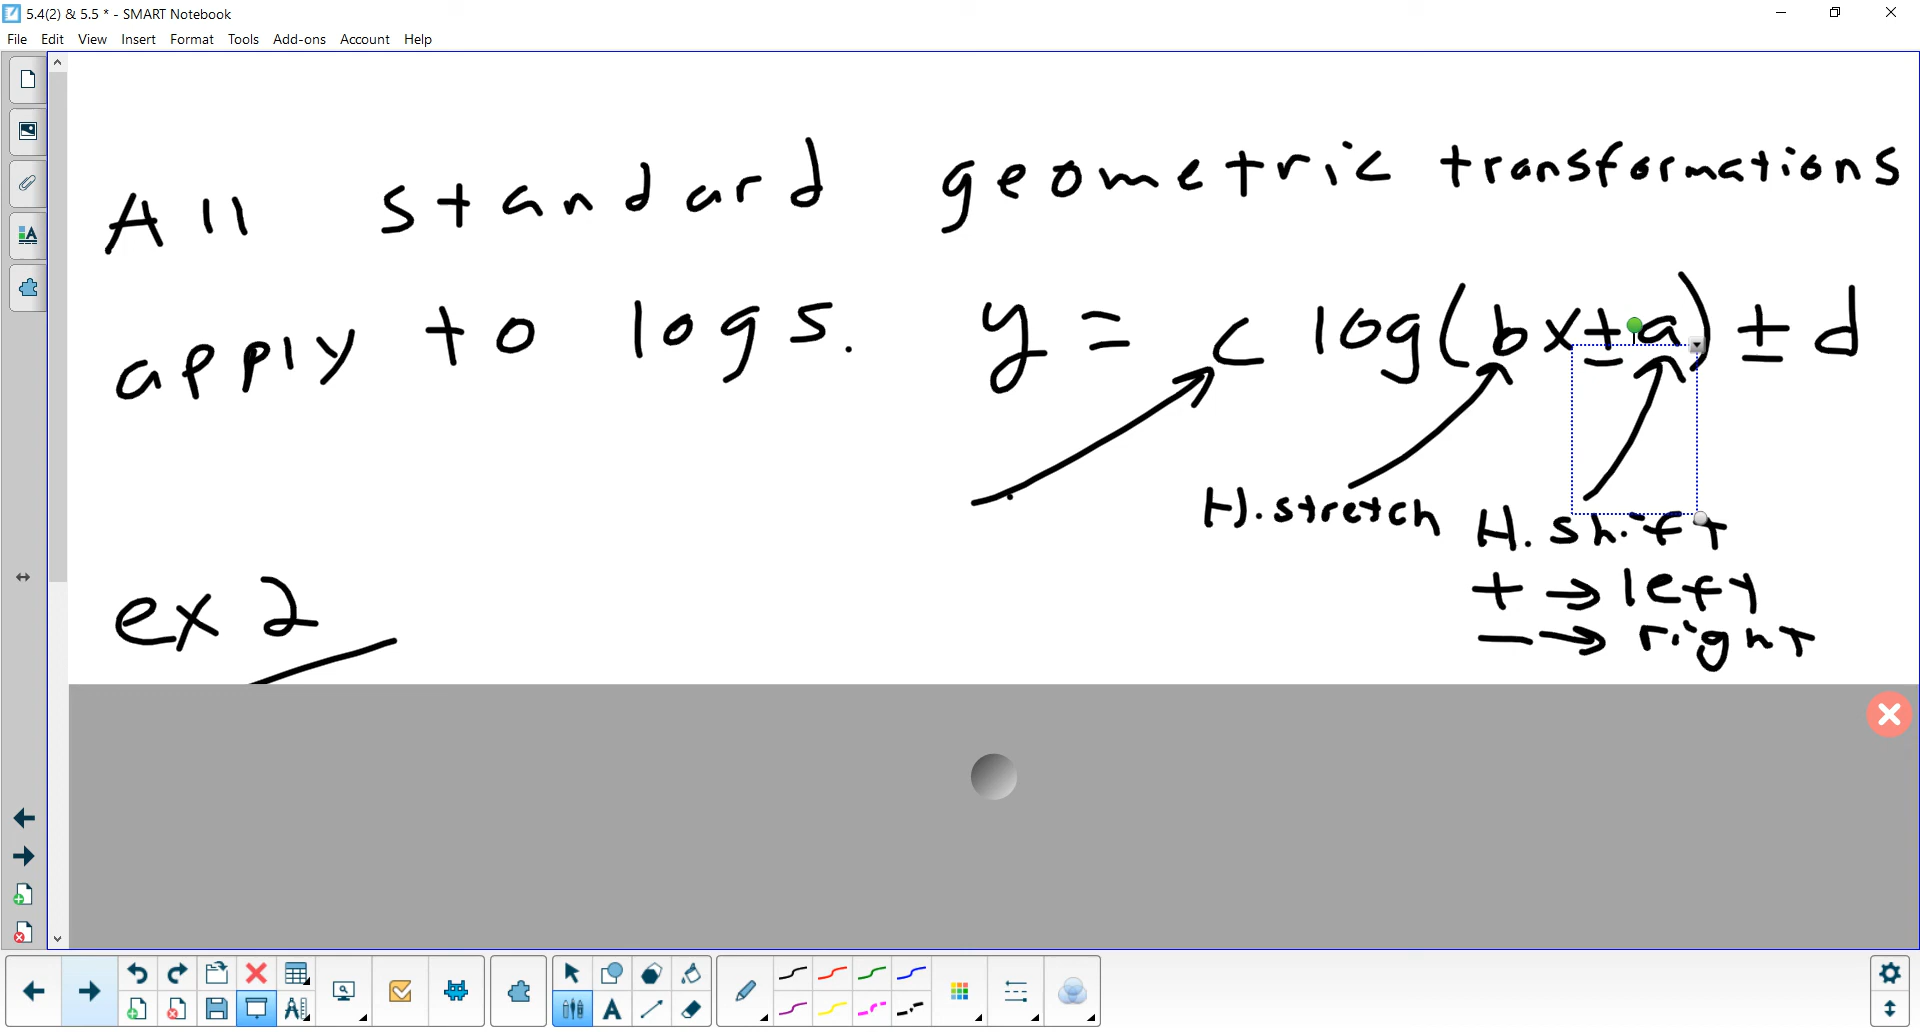 5.4(2) & 5.5 * - SMART Notebook
File Edit View Insert Format Tools Add-ons Account Help
All standard geometric transformations
apply to logs. y = c log(bx±a) ± d
H. stretch
H. shift
+ → left
− → right
ex 2